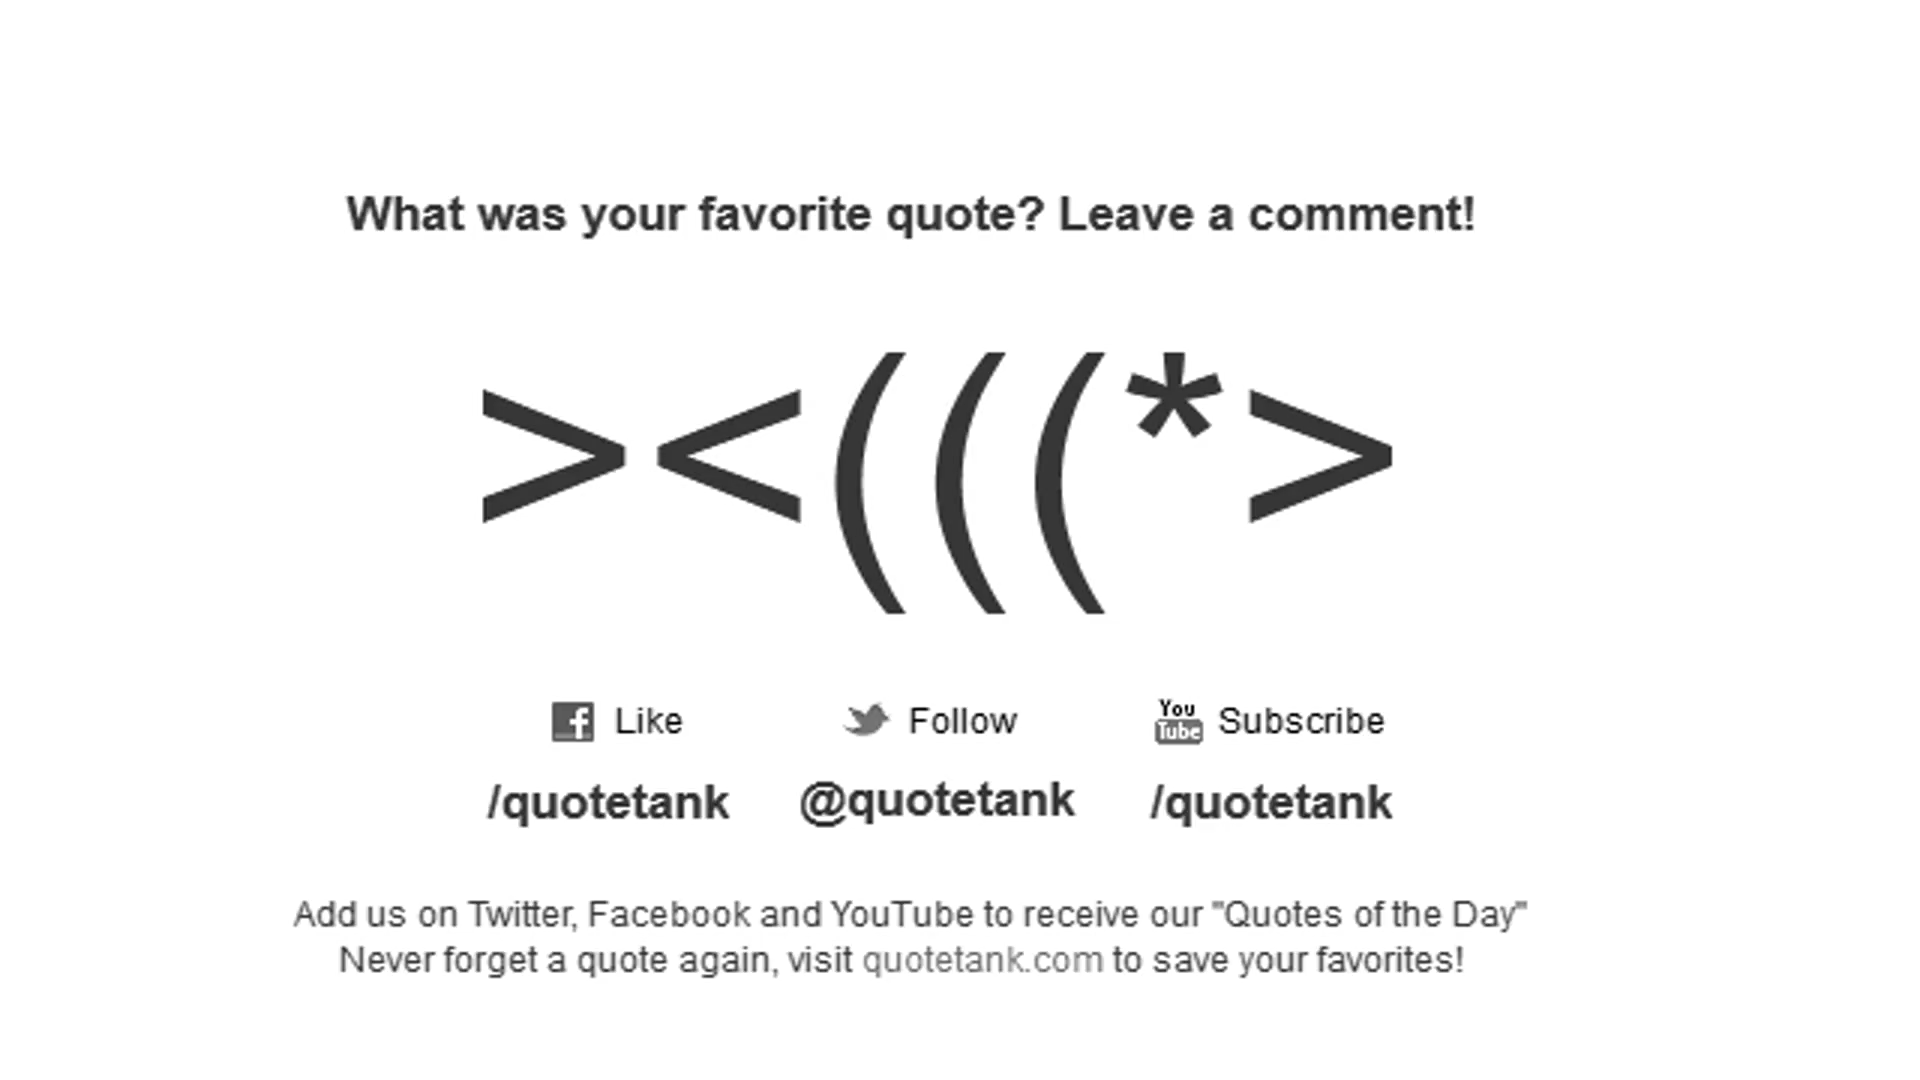 What was your favorite quote? Leave a comment!
><(((*>
f Like Follow You Tube Subscribe
/quotetank @quotetank /quotetank
Add us on Twitter, Facebook and YouTube to receive our "Quotes of the Day"
Never forget a quote again, visit quotetank.com to save your favorites!